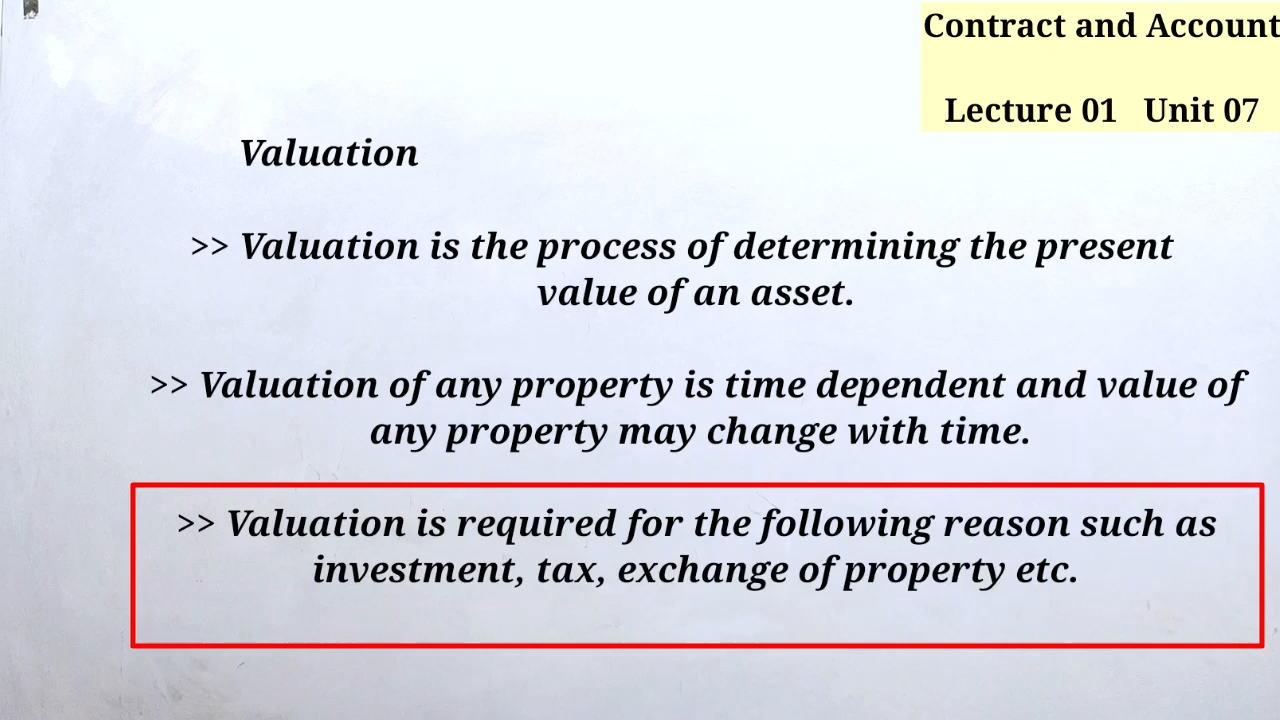 Contract and Account
Lecture 01 Unit 07
Valuation
>> Valuation is the process of determining the present
value of an asset.
>> Valuation of any property is time dependent and value of
any property may change with time.
>> Valuation is required for the following reason such as
investment, tax, exchange of property etc.